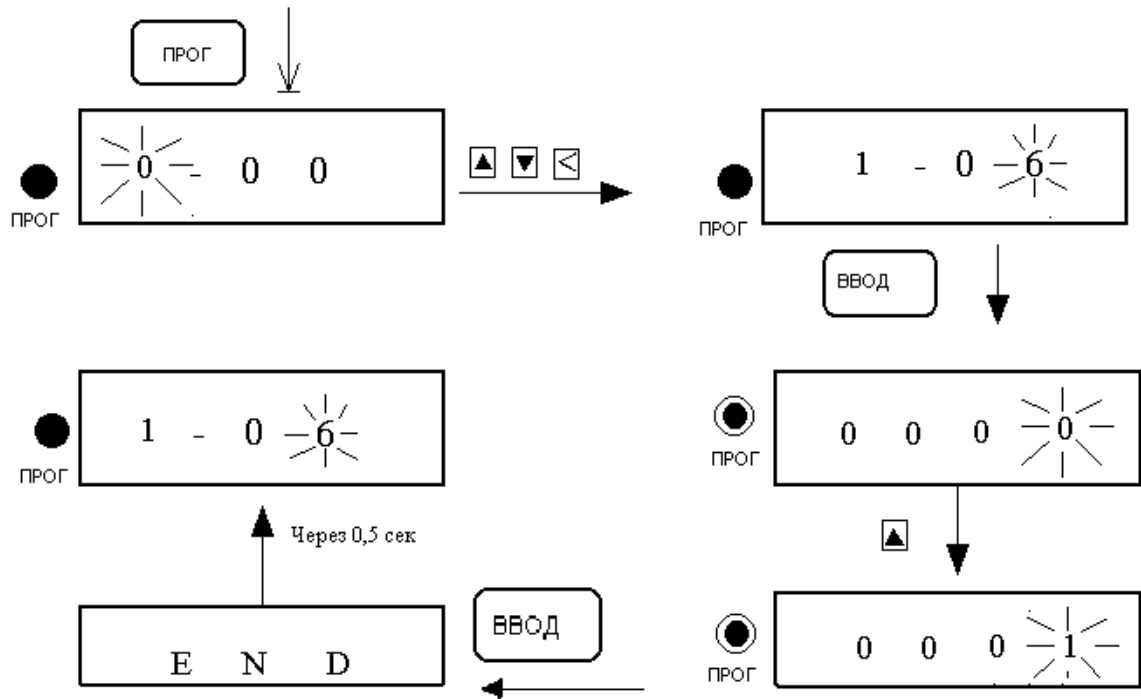 ПРОГ
0 - 0 0
ПРОГ
▲ ▼ <
1 - 0 6
ПРОГ
ВВОД
0 0 0 0
ПРОГ
▲
0 0 0 1
ПРОГ
ВВОД
E N D
Через 0,5 сек
1 - 0 6
ПРОГ